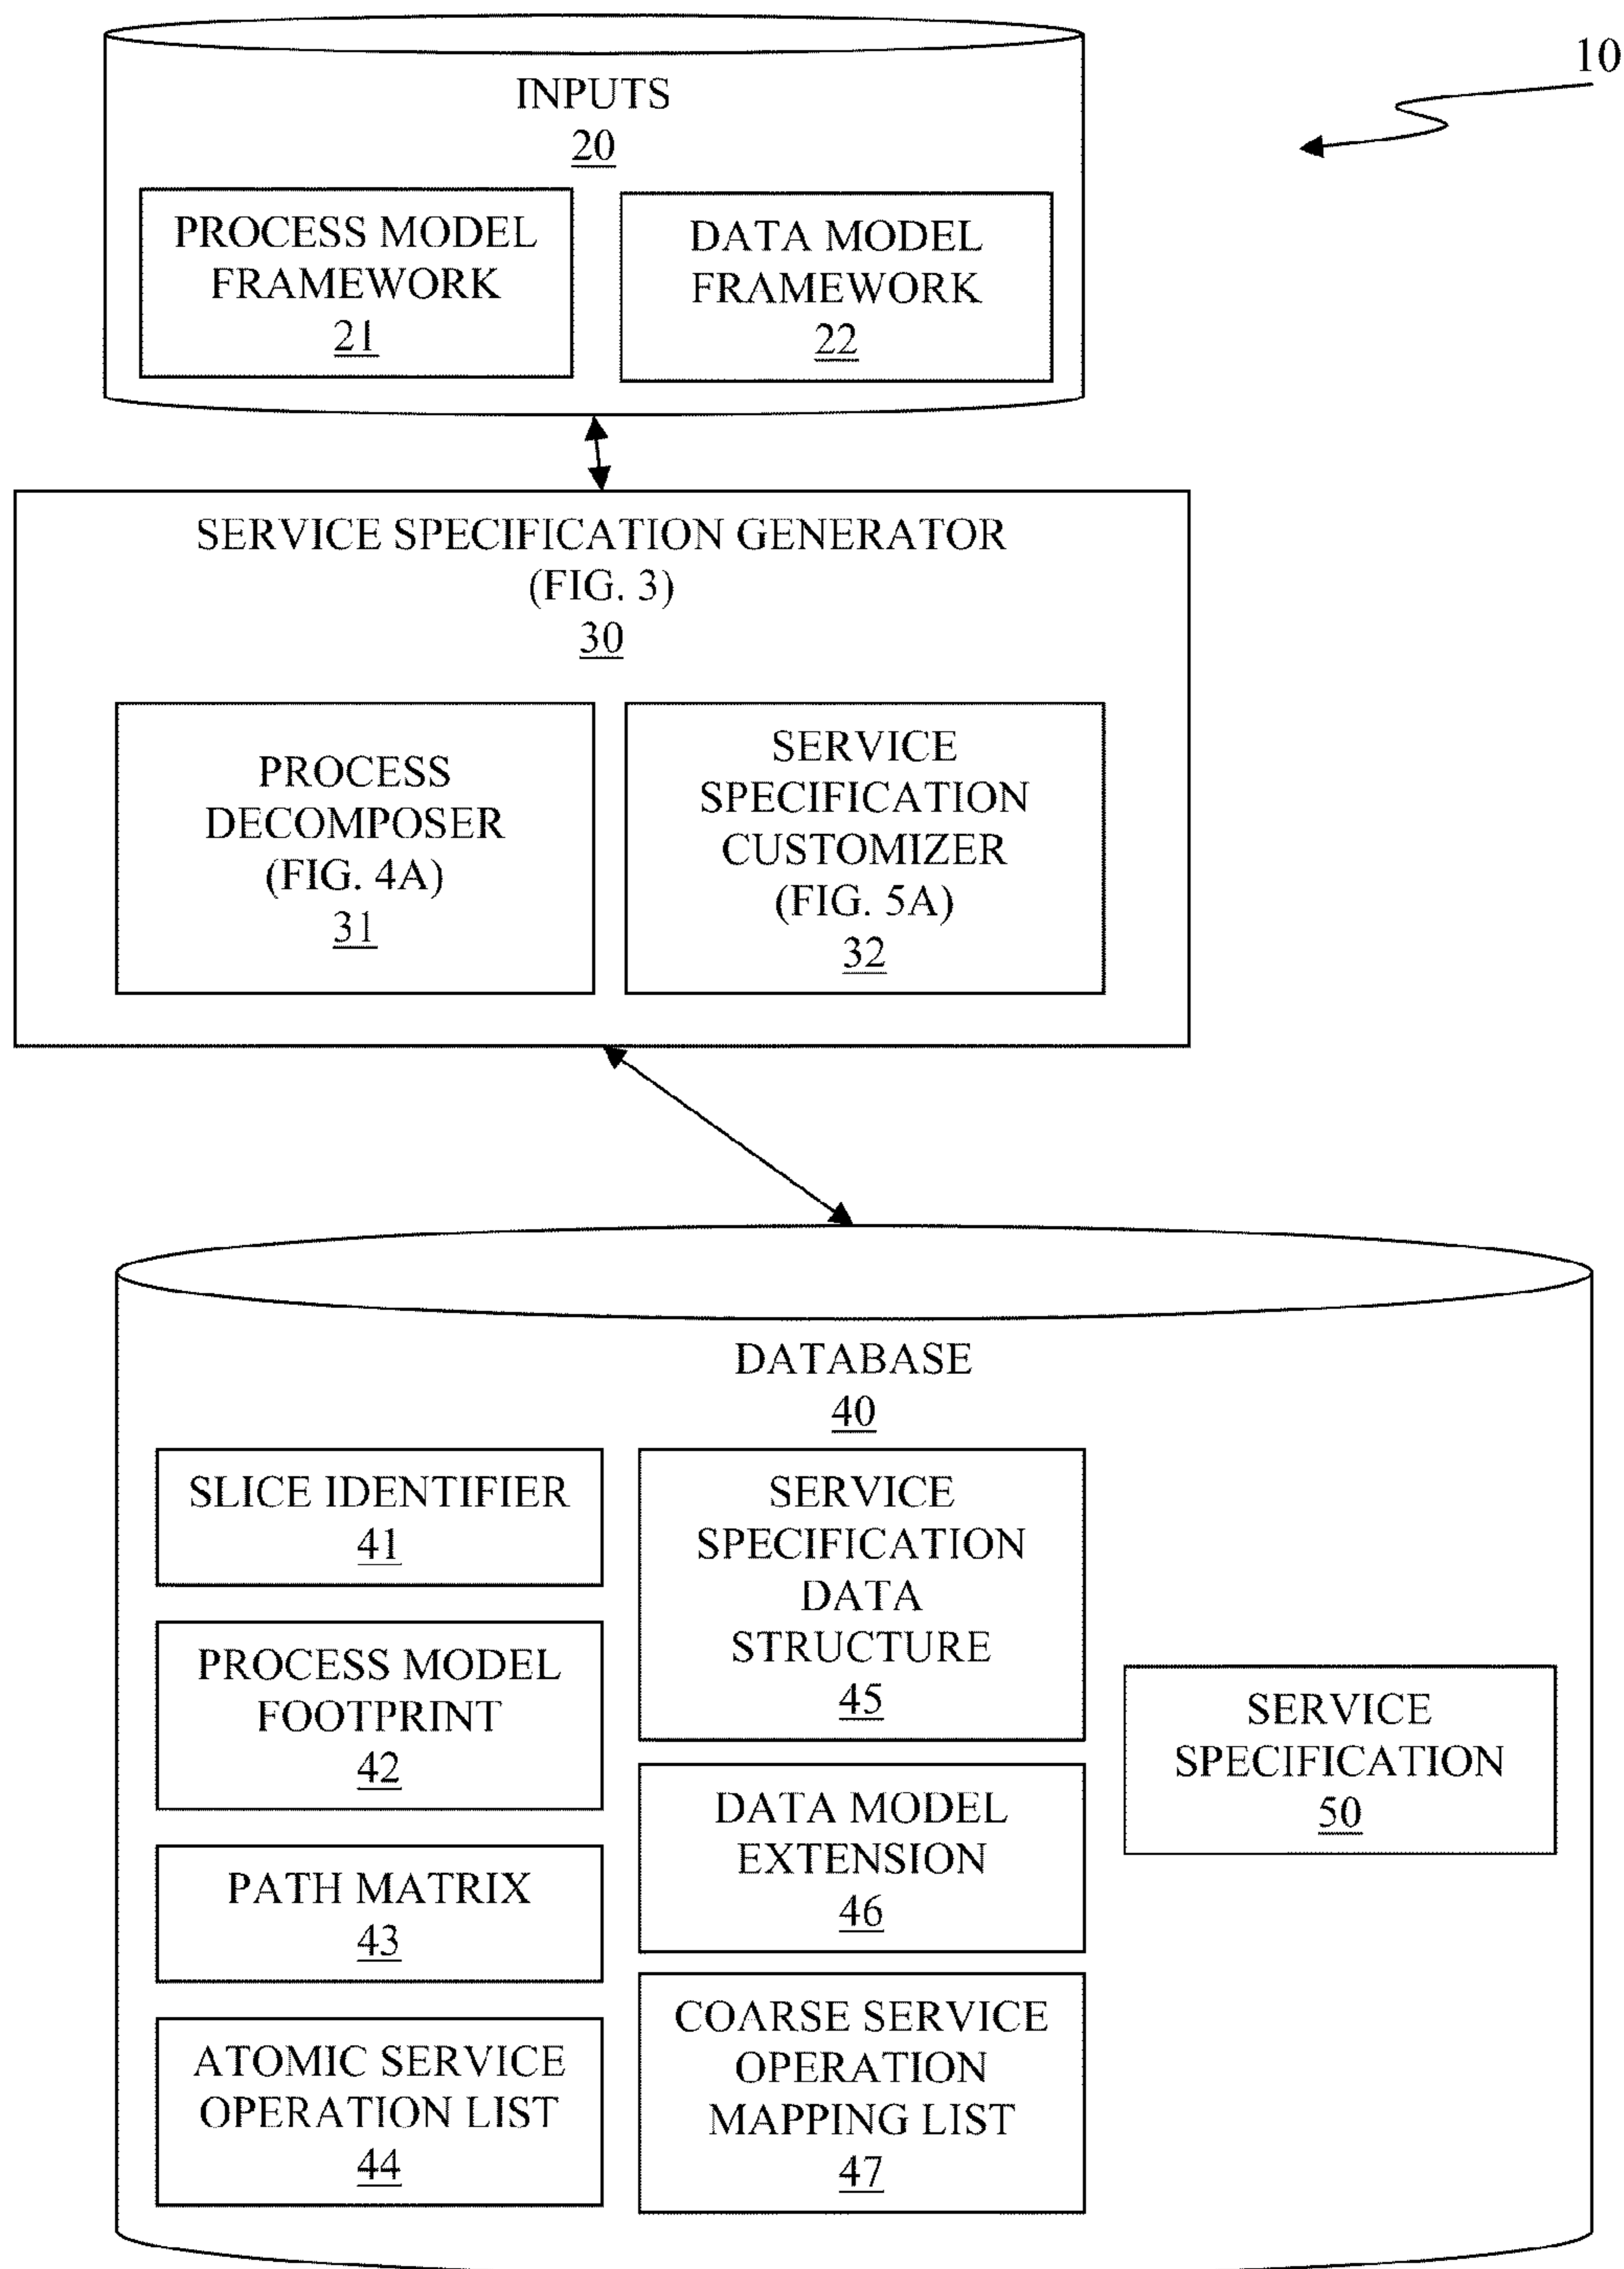 10
INPUTS
20
PROCESS MODEL
FRAMEWORK
21
DATA MODEL
FRAMEWORK
22
SERVICE SPECIFICATION GENERATOR
(FIG. 3)
30
PROCESS
DECOMPOSER
(FIG. 4A)
31
SERVICE
SPECIFICATION
CUSTOMIZER
(FIG. 5A)
32
DATABASE
40
SLICE IDENTIFIER
41
PROCESS MODEL
FOOTPRINT
42
PATH MATRIX
43
ATOMIC SERVICE
OPERATION LIST
44
SERVICE
SPECIFICATION
DATA
STRUCTURE
45
DATA MODEL
EXTENSION
46
COARSE SERVICE
OPERATION
MAPPING LIST
47
SERVICE
SPECIFICATION
50